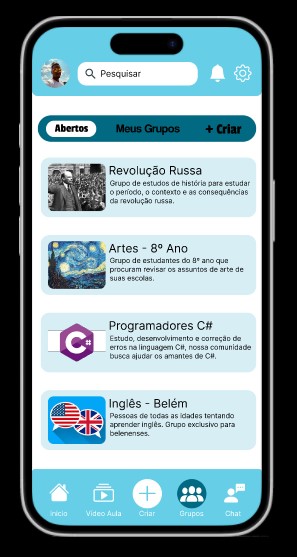 Pesquisar
Abertos
Meus Grupos
+ Criar
Revolução Russa
Grupo de estudos de história para estudar
o período, o contexto e as consequências
da revolução russa.
Artes - 8º Ano
Grupo de estudantes do 8º ano que
procuram revisar os assuntos de arte de
suas escolas.
C#
Programadores C#
Estudo, desenvolvimento e correção de
erros na linguagem C#, nossa comunidade
busca ajudar os amantes de C#.
Inglês - Belém
Pessoas de todas as idades tentando
aprender inglês. Grupo exclusivo para
belenenses.
Início
Vídeo Aula
Criar
Grupos
Chat